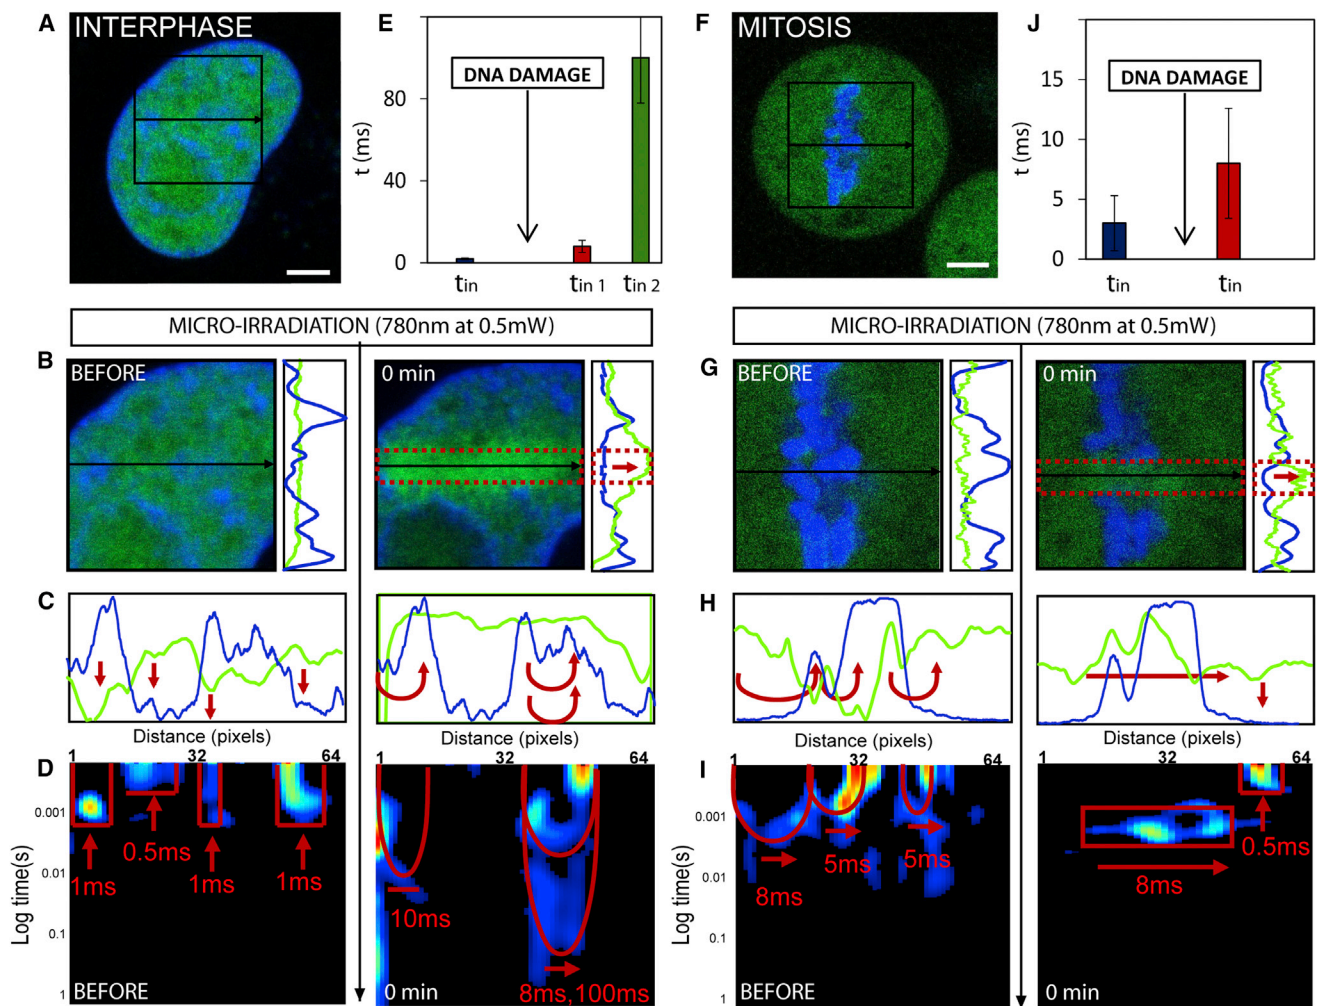 A
INTERPHASE
E
DNA DAMAGE
80
40
0
t (ms)
tin
tin 1
tin 2
F
MITOSIS
J
DNA DAMAGE
15
10
5
0
t (ms)
tin
tin
MICRO-IRRADIATION (780nm at 0.5mW)
MICRO-IRRADIATION (780nm at 0.5mW)
B
BEFORE
0 min
G
BEFORE
0 min
C
H
Distance (pixels)
Distance (pixels)
D
1 32 64
1 32 64
0.001
0.01
0.1
1
Log time(s)
1ms
0.5ms
1ms
1ms
BEFORE
10ms
8ms,100ms
0 min
I
1 32 64
1 32 64
0.001
0.01
0.1
1
Log time(s)
8ms
5ms
5ms
BEFORE
8ms
0.5ms
0 min